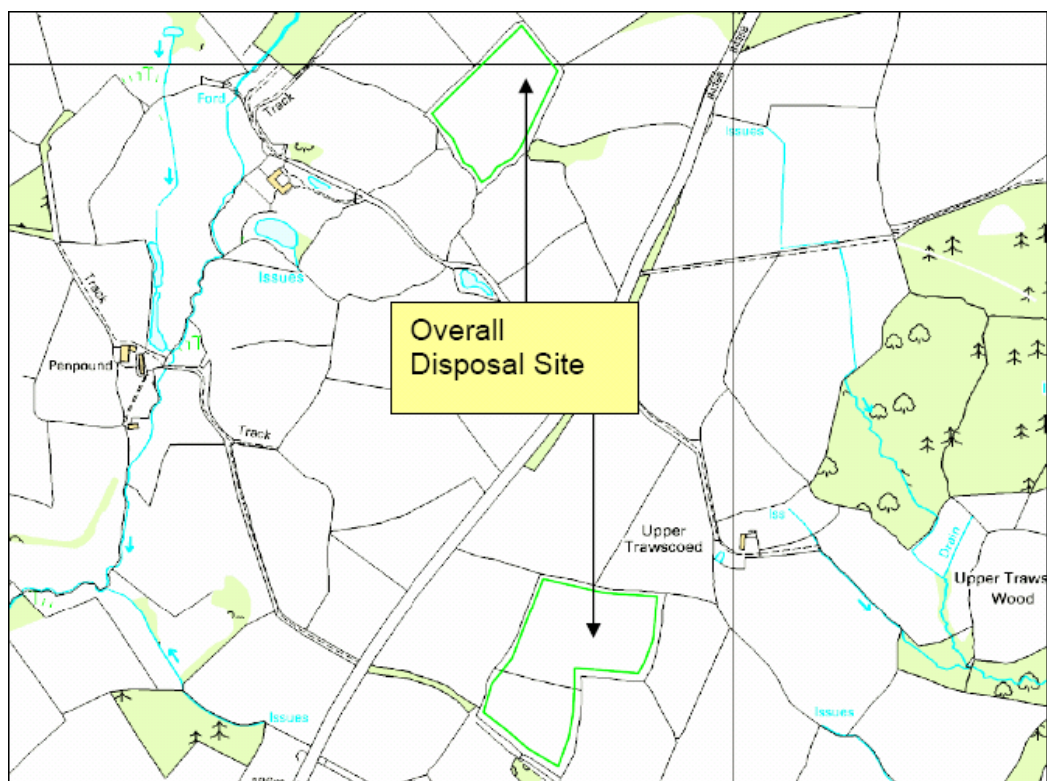 Ford
Track
Issues
Issues
Track
Overall
Disposal Site
Penpound
Track
Iss
Upper
Trawscoed
Drain
Upper Traws
Wood
Issues
Issues